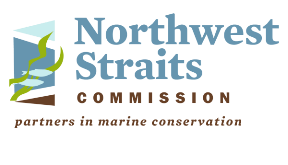 Northwest
Straits
COMMISSION
partners in marine conservation